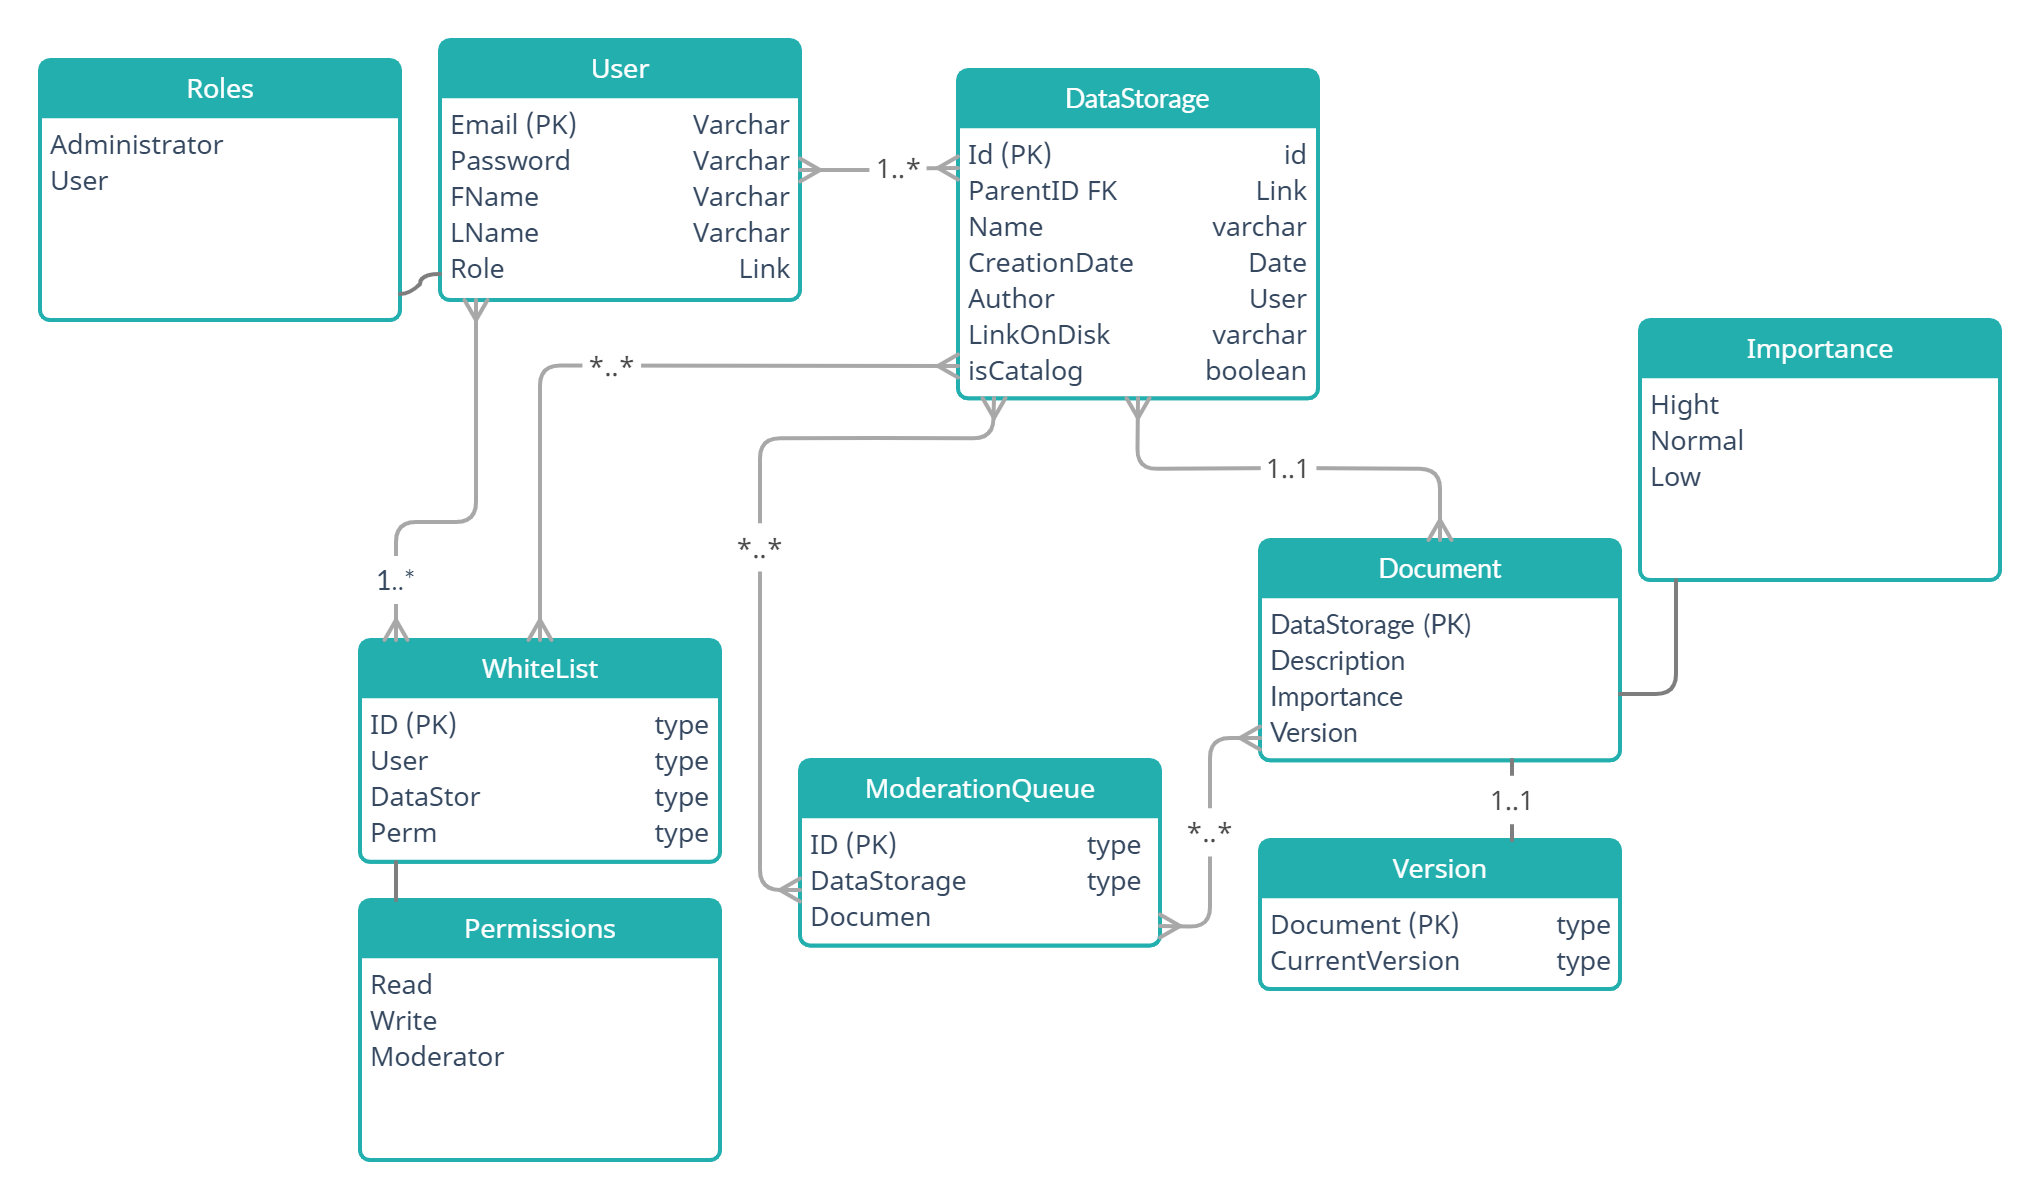 Roles
Administrator
User
User
Email (PK) Varchar
Password Varchar
FName Varchar
LName Varchar
Role Link
1..*
DataStorage
Id (PK) id
ParentID FK Link
Name varchar
CreationDate Date
Author User
LinkOnDisk varchar
isCatalog boolean
*..*
Importance
Hight
Normal
Low
1..1
*..*
1..*
Document
DataStorage (PK)
Description
Importance
Version
WhiteList
ID (PK) type
User type
DataStor type
Perm type
ModerationQueue
ID (PK) type
DataStorage type
Documen
*..*
1..1
Version
Document (PK) type
CurrentVersion type
Permissions
Read
Write
Moderator